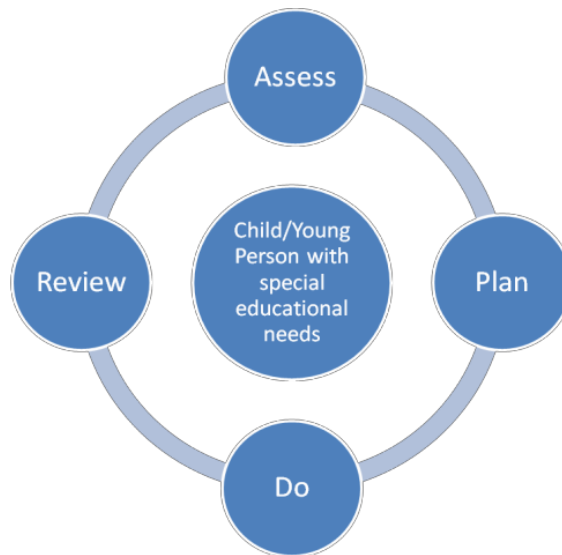 Assess
Child/Young
Person with
special
educational
needs
Review
Plan
Do